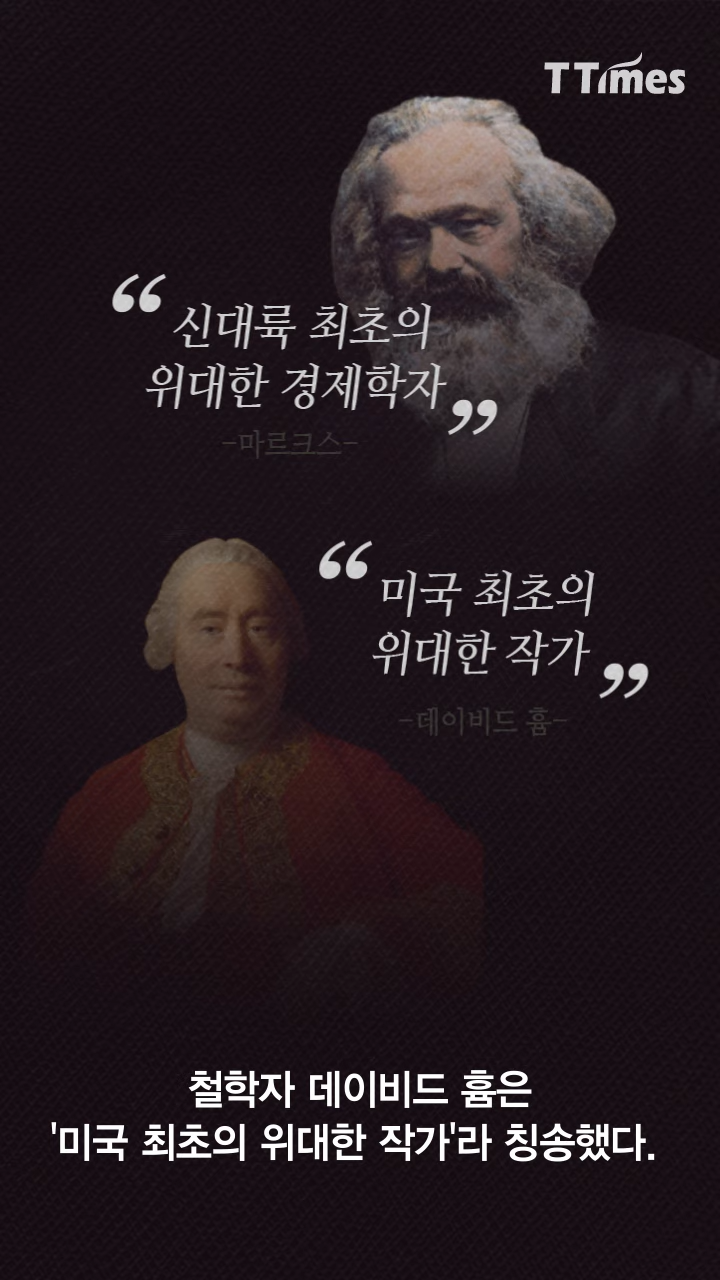 TTimes
“신대륙 최초의
위대한 경제학자”
-마르크스-
“미국 최초의
위대한 작가”
-데이비드 흄-
철학자 데이비드 흄은
'미국 최초의 위대한 작가'라 칭송했다.